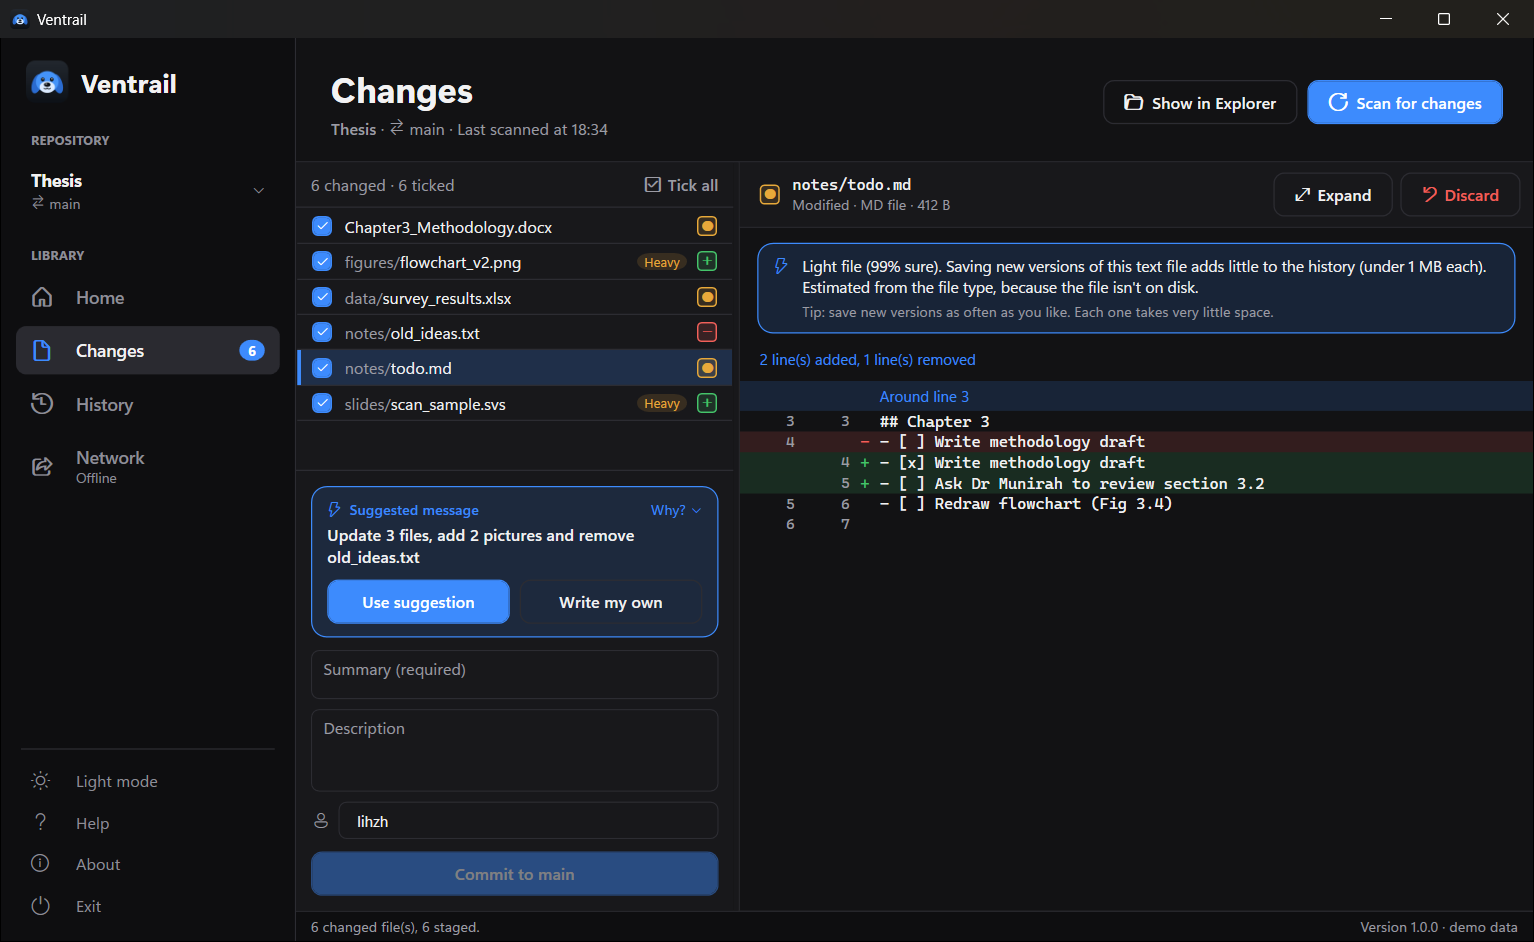 Ventrail
Ventrail
REPOSITORY
Thesis
main
LIBRARY
Home
Changes 6
History
Network
Offline
Light mode
Help
About
Exit
Changes
Thesis · main · Last scanned at 18:34
Show in Explorer
Scan for changes
6 changed · 6 ticked
Tick all
Chapter3_Methodology.docx
figures/flowchart_v2.png Heavy
data/survey_results.xlsx
notes/old_ideas.txt
notes/todo.md
slides/scan_sample.svs Heavy
Suggested message
Why?
Update 3 files, add 2 pictures and remove
old_ideas.txt
Use suggestion
Write my own
Summary (required)
Description
lihzh
Commit to main
notes/todo.md
Modified · MD file · 412 B
Expand
Discard
Light file (99% sure). Saving new versions of this text file adds little to the history (under 1 MB each).
Estimated from the file type, because the file isn't on disk.
Tip: save new versions as often as you like. Each one takes very little space.
2 line(s) added, 1 line(s) removed
Around line 3
3 3 ## Chapter 3
4 - - [ ] Write methodology draft
4 + - [x] Write methodology draft
5 + - [ ] Ask Dr Munirah to review section 3.2
5 6 - [ ] Redraw flowchart (Fig 3.4)
6 7
6 changed file(s), 6 staged.
Version 1.0.0 · demo data